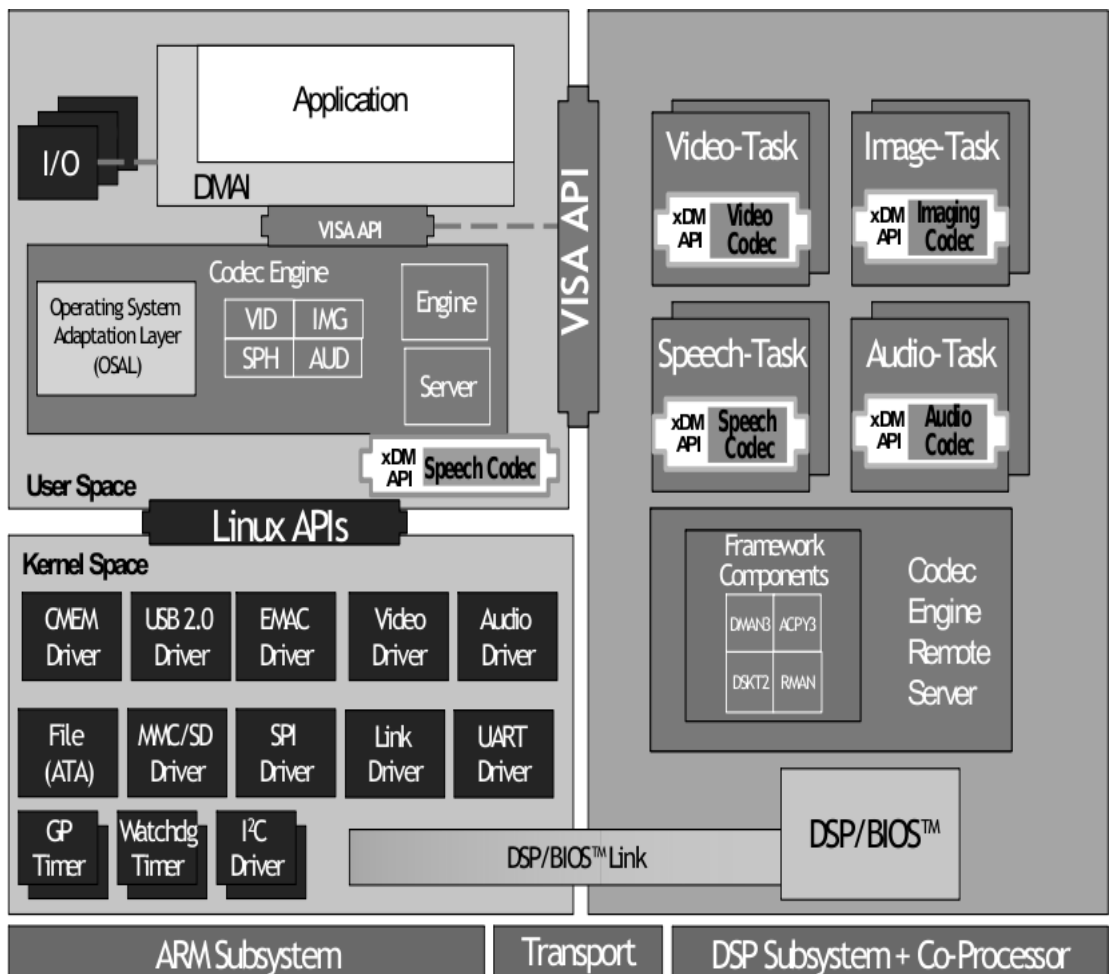 Application
I/O
DMAI
VISA API
Codec Engine
Operating System
Adaptation Layer
(OSAL)
VID
IMG
SPH
AUD
Engine
Server
xDM
API
Speech Codec
User Space
VISA API
Linux APIs
Kernel Space
CMEM
Driver
USB 2.0
Driver
EMAC
Driver
Video
Driver
Audio
Driver
File
(ATA)
MMC/SD
Driver
SPI
Driver
Link
Driver
UART
Driver
GP
Timer
Watchdg
Timer
I²C
Driver
DSP/BIOS™ Link
Video-Task
xDM
API
Video
Codec
Image-Task
xDM
API
Imaging
Codec
Speech-Task
xDM
API
Speech
Codec
Audio-Task
xDM
API
Audio
Codec
Framework
Components
DMAN3
ACPY3
DSKT2
RMAN
Codec
Engine
Remote
Server
DSP/BIOS™
ARM Subsystem
Transport
DSP Subsystem + Co-Processor